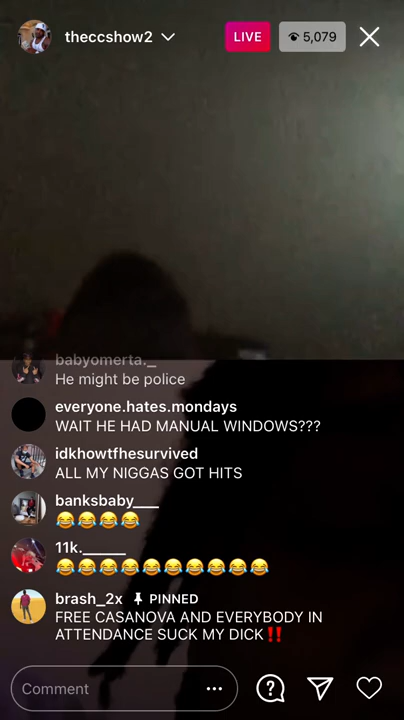 theccshow2
LIVE
5,079
babyomerta._
He might be police
everyone.hates.mondays
WAIT HE HAD MANUAL WINDOWS???
idkhowtfhesurvived
ALL MY NIGGAS GOT HITS
banksbaby___
😂😂😂😂
11k.______
😂😂😂😂😂😂😂😂😂😂
brash_2x PINNED
FREE CASANOVA AND EVERYBODY IN
ATTENDANCE SUCK MY DICK‼️
Comment